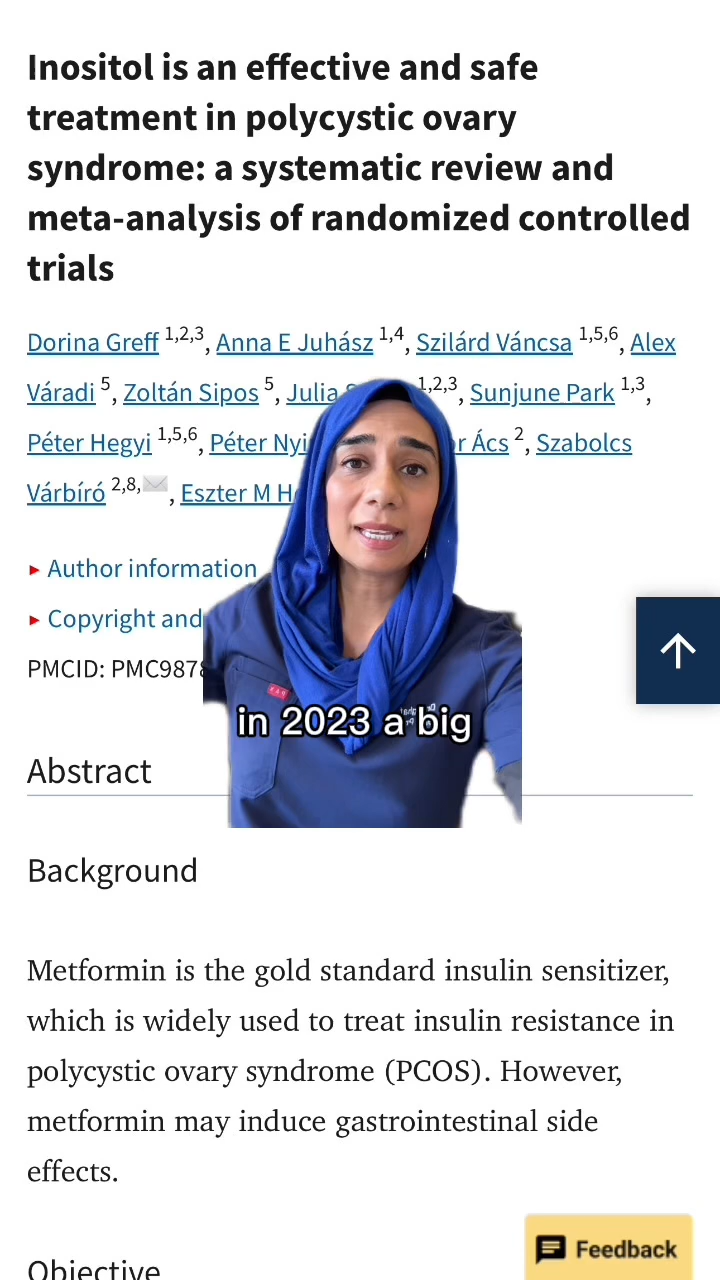 Inositol is an effective and safe
treatment in polycystic ovary
syndrome: a systematic review and
meta-analysis of randomized controlled
trials
Dorina Greff 1,2,3, Anna E Juhász 1,4, Szilárd Váncsa 1,5,6, Alex
Váradi 5, Zoltán Sipos 5, Julia 1,2,3, Sunjune Park 1,3,
Péter Hegyi 1,5,6, Péter Ács 2, Szabolcs
Várbíró 2,8, Eszter M
Author information
Copyright and
PMCID: PMC987
in 2023 a big
Abstract
Background
Metformin is the gold standard insulin sensitizer,
which is widely used to treat insulin resistance in
polycystic ovary syndrome (PCOS). However,
metformin may induce gastrointestinal side
effects.
Feedback
Objective